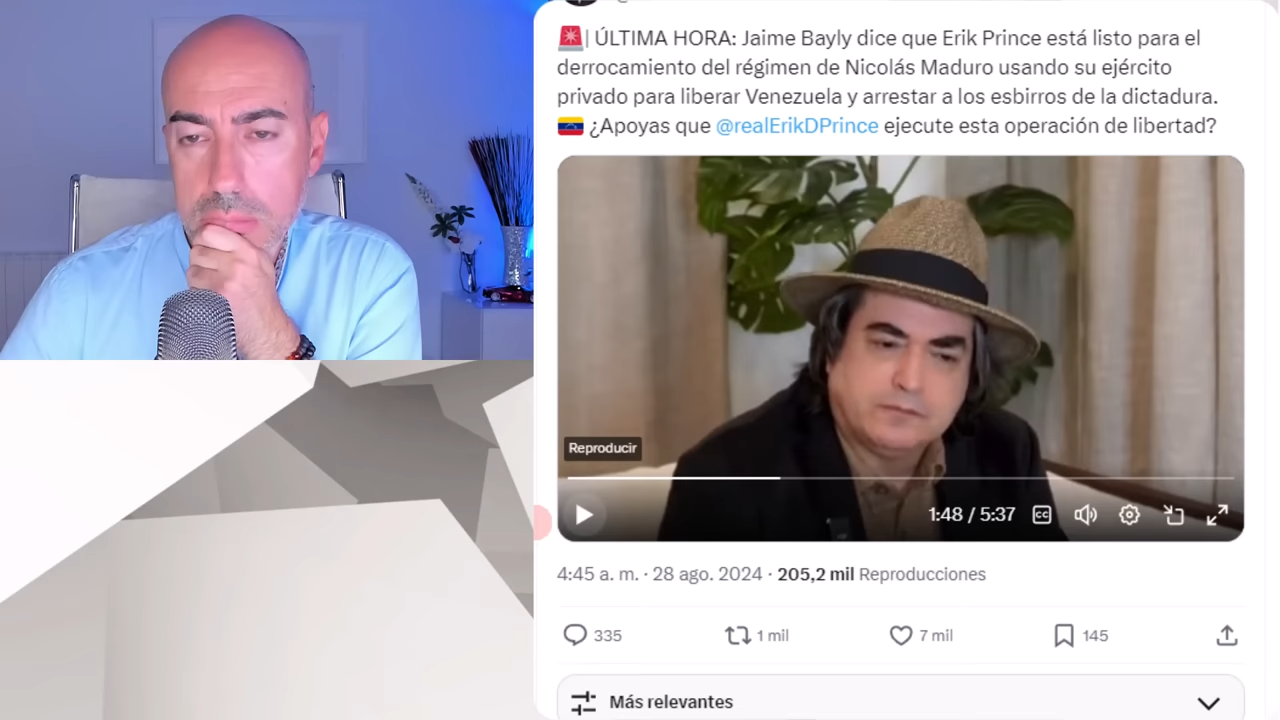 🚨| ÚLTIMA HORA: Jaime Bayly dice que Erik Prince está listo para el
derrocamiento del régimen de Nicolás Maduro usando su ejército
privado para liberar Venezuela y arrestar a los esbirros de la dictadura.
🇻🇪 ¿Apoyas que @realErikDPrince ejecute esta operación de libertad?
Reproducir
1:48 / 5:37 CC
4:45 a. m. · 28 ago. 2024 · 205,2 mil Reproducciones
335 1 mil 7 mil 145
Más relevantes